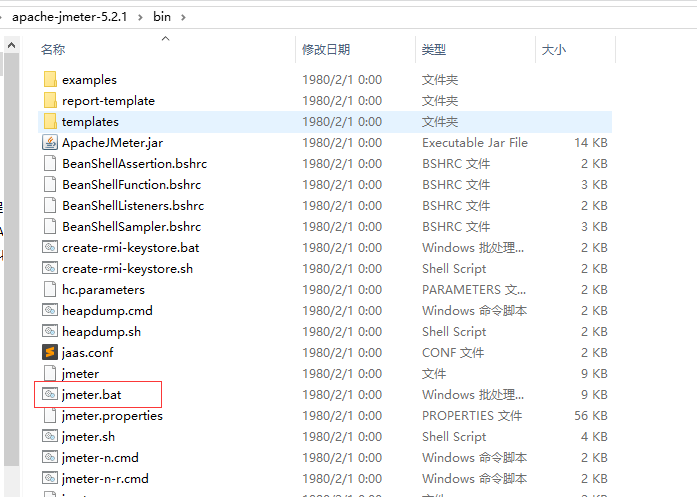 apache-jmeter-5.2.1 > bin >
名称 修改日期 类型 大小
examples 1980/2/1 0:00 文件夹
report-template 1980/2/1 0:00 文件夹
templates 1980/2/1 0:00 文件夹
ApacheJMeter.jar 1980/2/1 0:00 Executable Jar File 14 KB
BeanShellAssertion.bshrc 1980/2/1 0:00 BSHRC 文件 2 KB
BeanShellFunction.bshrc 1980/2/1 0:00 BSHRC 文件 3 KB
BeanShellListeners.bshrc 1980/2/1 0:00 BSHRC 文件 2 KB
BeanShellSampler.bshrc 1980/2/1 0:00 BSHRC 文件 3 KB
create-rmi-keystore.bat 1980/2/1 0:00 Windows 批处理... 2 KB
create-rmi-keystore.sh 1980/2/1 0:00 Shell Script 2 KB
hc.parameters 1980/2/1 0:00 PARAMETERS 文... 2 KB
heapdump.cmd 1980/2/1 0:00 Windows 命令脚本 2 KB
heapdump.sh 1980/2/1 0:00 Shell Script 2 KB
jaas.conf 1980/2/1 0:00 CONF 文件 2 KB
jmeter 1980/2/1 0:00 文件 9 KB
jmeter.bat 1980/2/1 0:00 Windows 批处理... 9 KB
jmeter.properties 1980/2/1 0:00 PROPERTIES 文件 56 KB
jmeter.sh 1980/2/1 0:00 Shell Script 4 KB
jmeter-n.cmd 1980/2/1 0:00 Windows 命令脚本 2 KB
jmeter-n-r.cmd 1980/2/1 0:00 Windows 命令脚本 2 KB